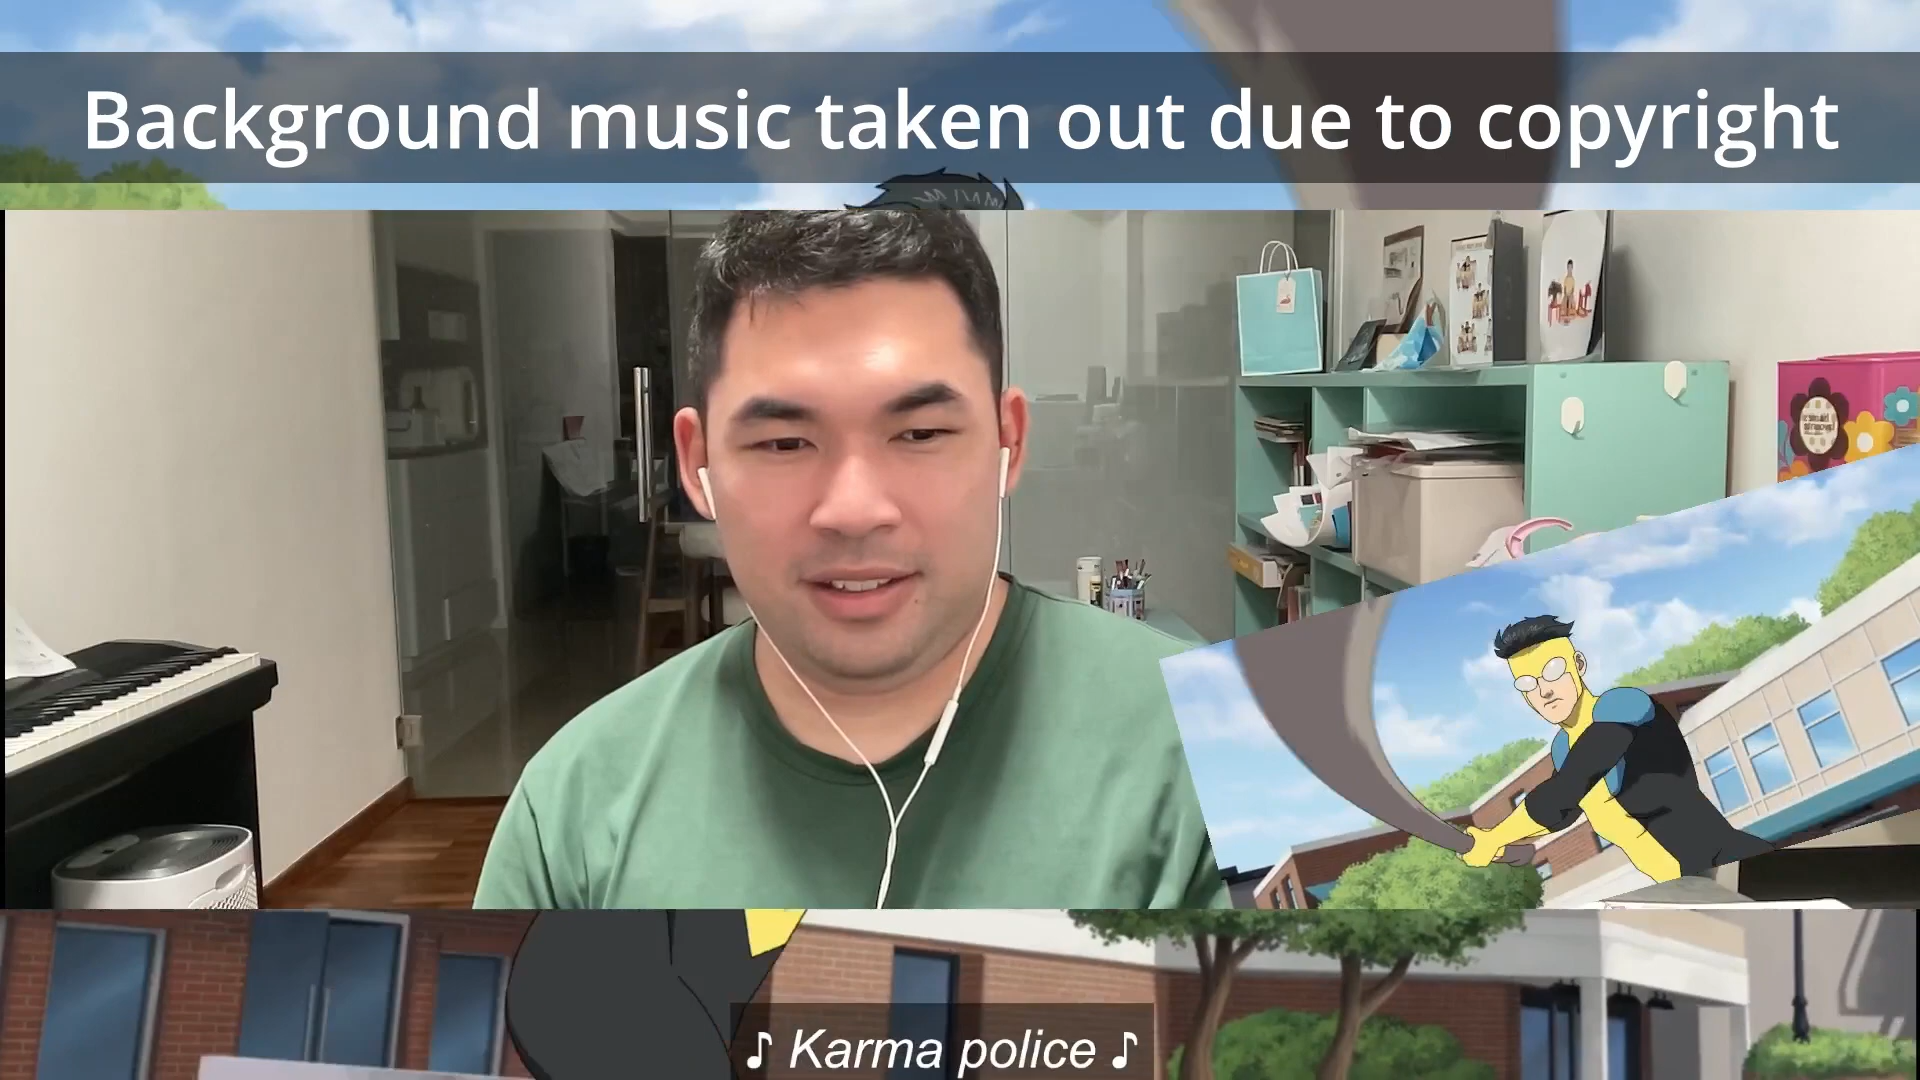 Background music taken out due to copyright
♪ Karma police ♪